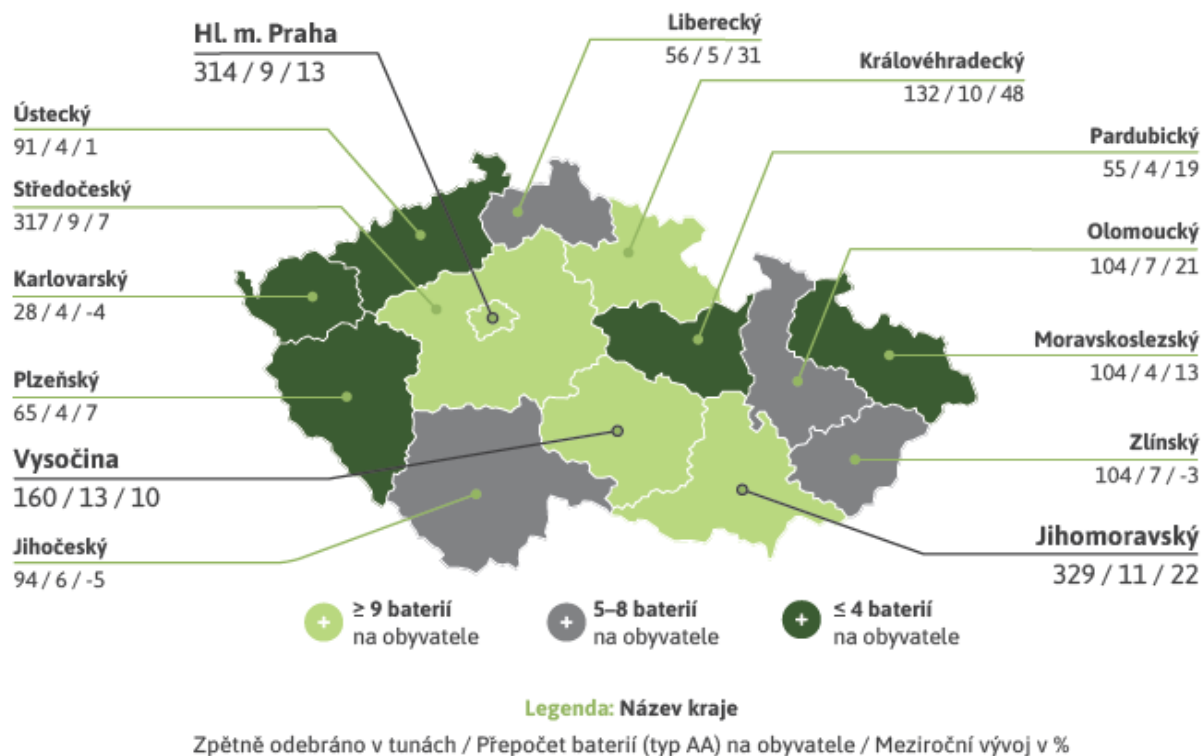 Hl. m. Praha
314 / 9 / 13
Liberecký
56 / 5 / 31
Královéhradecký
132 / 10 / 48
Ústecký
91 / 4 / 1
Pardubický
55 / 4 / 19
Středočeský
317 / 9 / 7
Olomoucký
104 / 7 / 21
Karlovarský
28 / 4 / -4
Moravskoslezský
104 / 4 / 13
Plzeňský
65 / 4 / 7
Zlínský
104 / 7 / -3
Vysočina
160 / 13 / 10
Jihomoravský
329 / 11 / 22
Jihočeský
94 / 6 / -5
≥ 9 baterií
na obyvatele
5–8 baterií
na obyvatele
≤ 4 baterií
na obyvatele
Legenda: Název kraje
Zpětně odebráno v tunách / Přepočet baterií (typ AA) na obyvatele / Meziroční vývoj v %